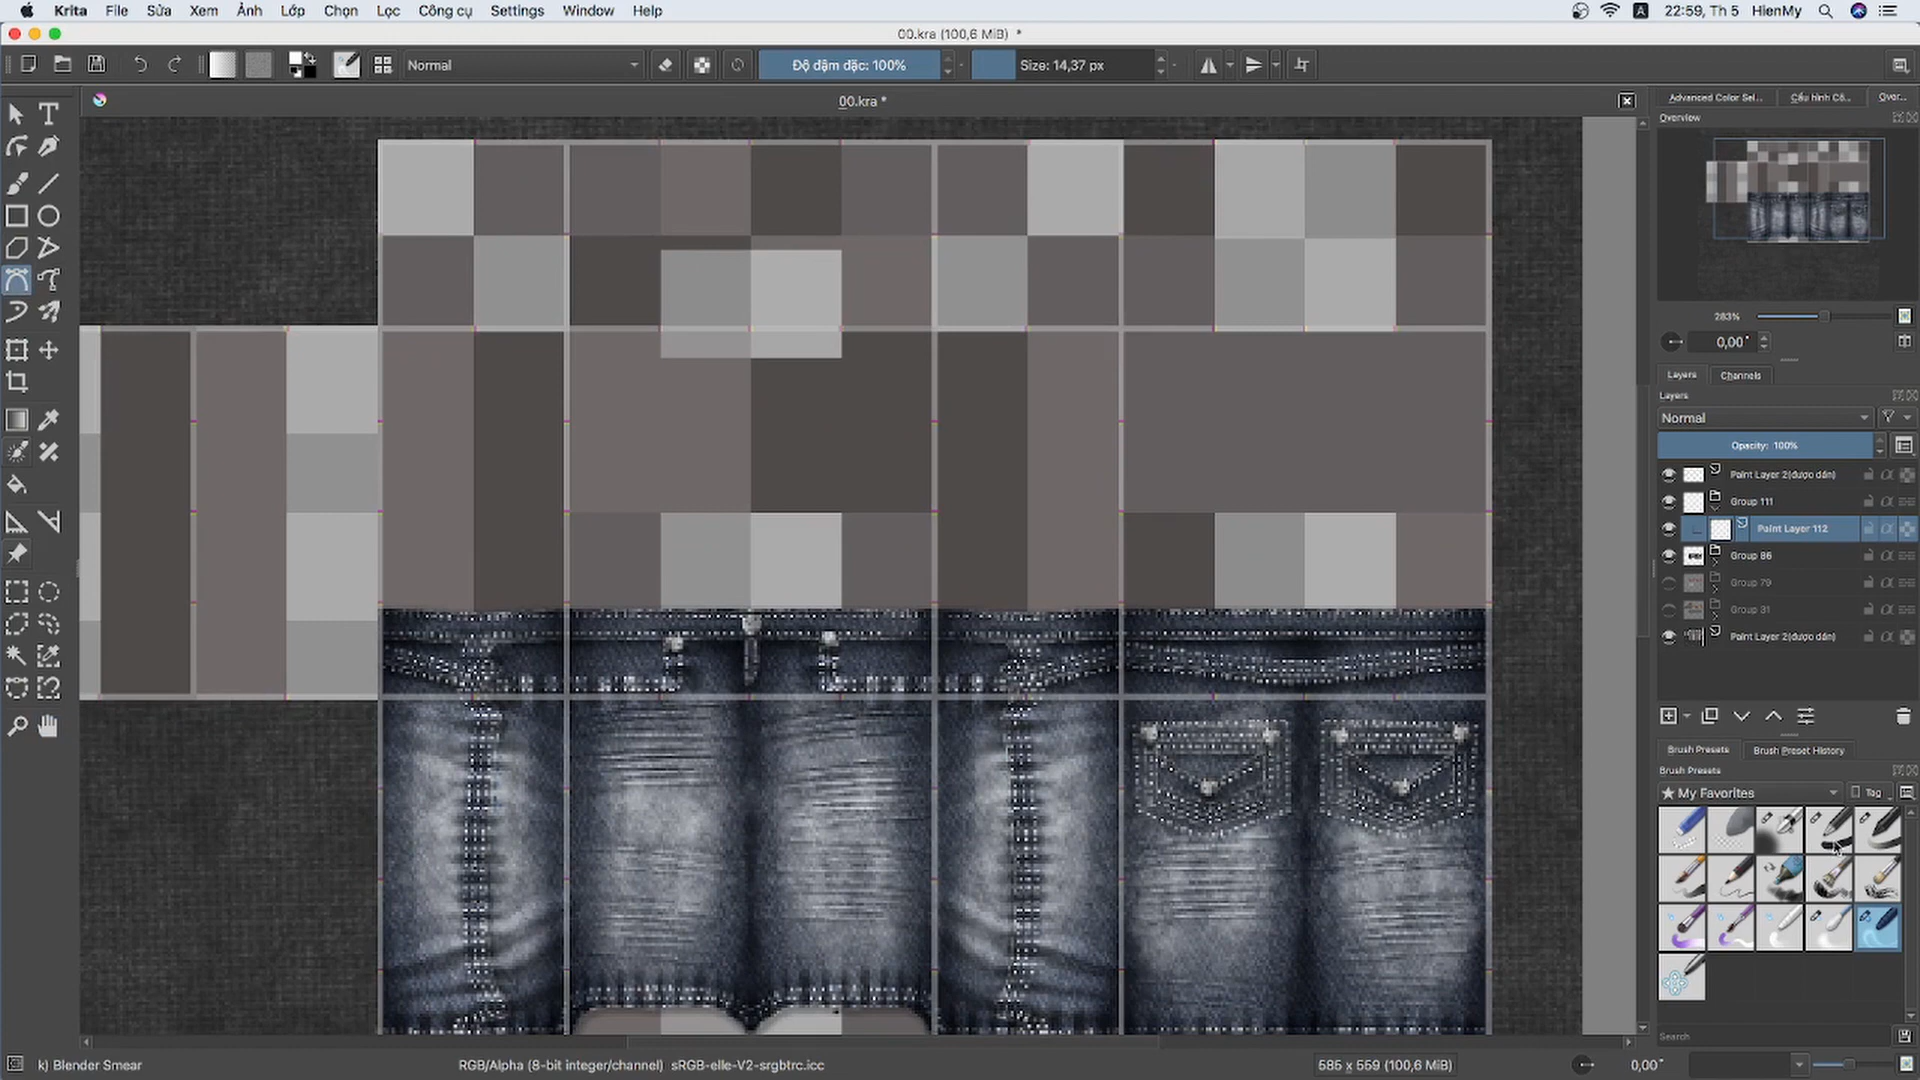 Krita File Sửa Xem Ảnh Lớp Chọn Lọc Công cụ Settings Window Help
A 22:59, Th 5 HienMy
00.kra (100,6 MiB) *
Normal
Độ đậm đặc: 100%
Size: 14,37 px
00.kra *
Advanced Color Sel... Cấu hình Cô... Over...
Overview
283%
0,00°
Layers Channels
Layers
Normal
Opacity: 100%
Paint Layer 2(được dán)
Group 111
Paint Layer 112
Group 86
Group 79
Group 31
Paint Layer 2(được dán)
Brush Presets Brush Preset History
Brush Presets
★ My Favorites
Tag
Search
k) Blender Smear
RGB/Alpha (8-bit integer/channel) sRGB-elle-V2-srgbtrc.icc
585 x 559 (100,6 MiB)
0,00°